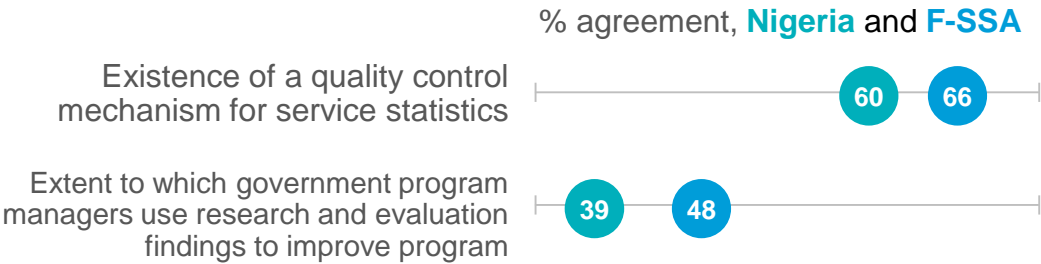 % agreement, Nigeria and F-SSA
Existence of a quality control
mechanism for service statistics
60 66
Extent to which government program
managers use research and evaluation
findings to improve program
39 48